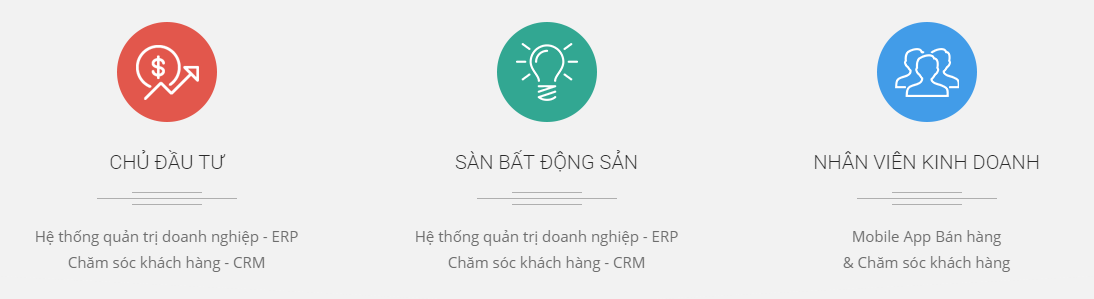 CHỦ ĐẦU TƯ
Hệ thống quản trị doanh nghiệp - ERP
Chăm sóc khách hàng - CRM
SÀN BẤT ĐỘNG SẢN
Hệ thống quản trị doanh nghiệp - ERP
Chăm sóc khách hàng - CRM
NHÂN VIÊN KINH DOANH
Mobile App Bán hàng
& Chăm sóc khách hàng